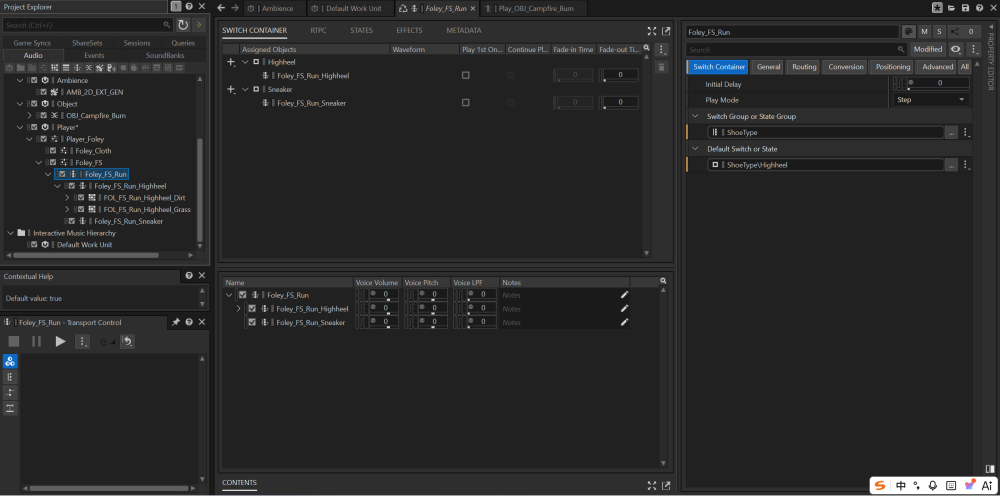 Project Explorer
1
Search (Ctrl+F)
Game Syncs
ShareSets
Sessions
Queries
Audio
Events
SoundBanks
Ambience
AMB_2D_EXT_GEN
Object
OBJ_Campfire_Burn
Player*
Player_Foley
Foley_Cloth
Foley_FS
Foley_FS_Run
Foley_FS_Run_Highheel
FOL_FS_Run_Highheel_Dirt
FOL_FS_Run_Highheel_Grass
Foley_FS_Run_Sneaker
Interactive Music Hierarchy
Default Work Unit
Contextual Help
Default value: true
Foley_FS_Run - Transport Control
Ambience
Default Work Unit
Foley_FS_Run
Play_OBJ_Campfire_Burn
SWITCH CONTAINER
RTPC
STATES
EFFECTS
METADATA
Assigned Objects
Waveform
Play 1st On...
Continue Pl...
Fade-in Time
Fade-out Ti...
Highheel
Foley_FS_Run_Highheel
0
0
Sneaker
Foley_FS_Run_Sneaker
0
0
Name
Voice Volume
Voice Pitch
Voice LPF
Notes
Foley_FS_Run
0
0
0
Notes
Foley_FS_Run_Highheel
0
0
0
Notes
Foley_FS_Run_Sneaker
0
0
0
Notes
CONTENTS
Foley_FS_Run
M
S
0
Search
Modified
Switch Container
General
Routing
Conversion
Positioning
Advanced
All
Initial Delay
0
Play Mode
Step
Switch Group or State Group
ShoeType
...
Default Switch or State
ShoeType\Highheel
...
PROPERTY EDITOR
S
中
Ai